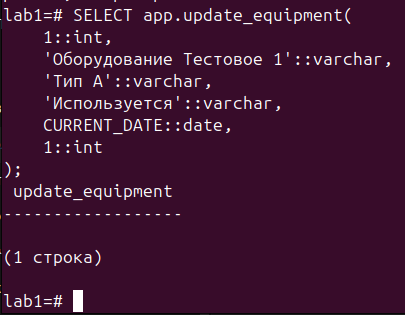 lab1=# SELECT app.update_equipment(
    1::int,
    'Оборудование Тестовое 1'::varchar,
    'Тип А'::varchar,
    'Используется'::varchar,
    CURRENT_DATE::date,
    1::int
);
 update_equipment
------------------

(1 строка)

lab1=#